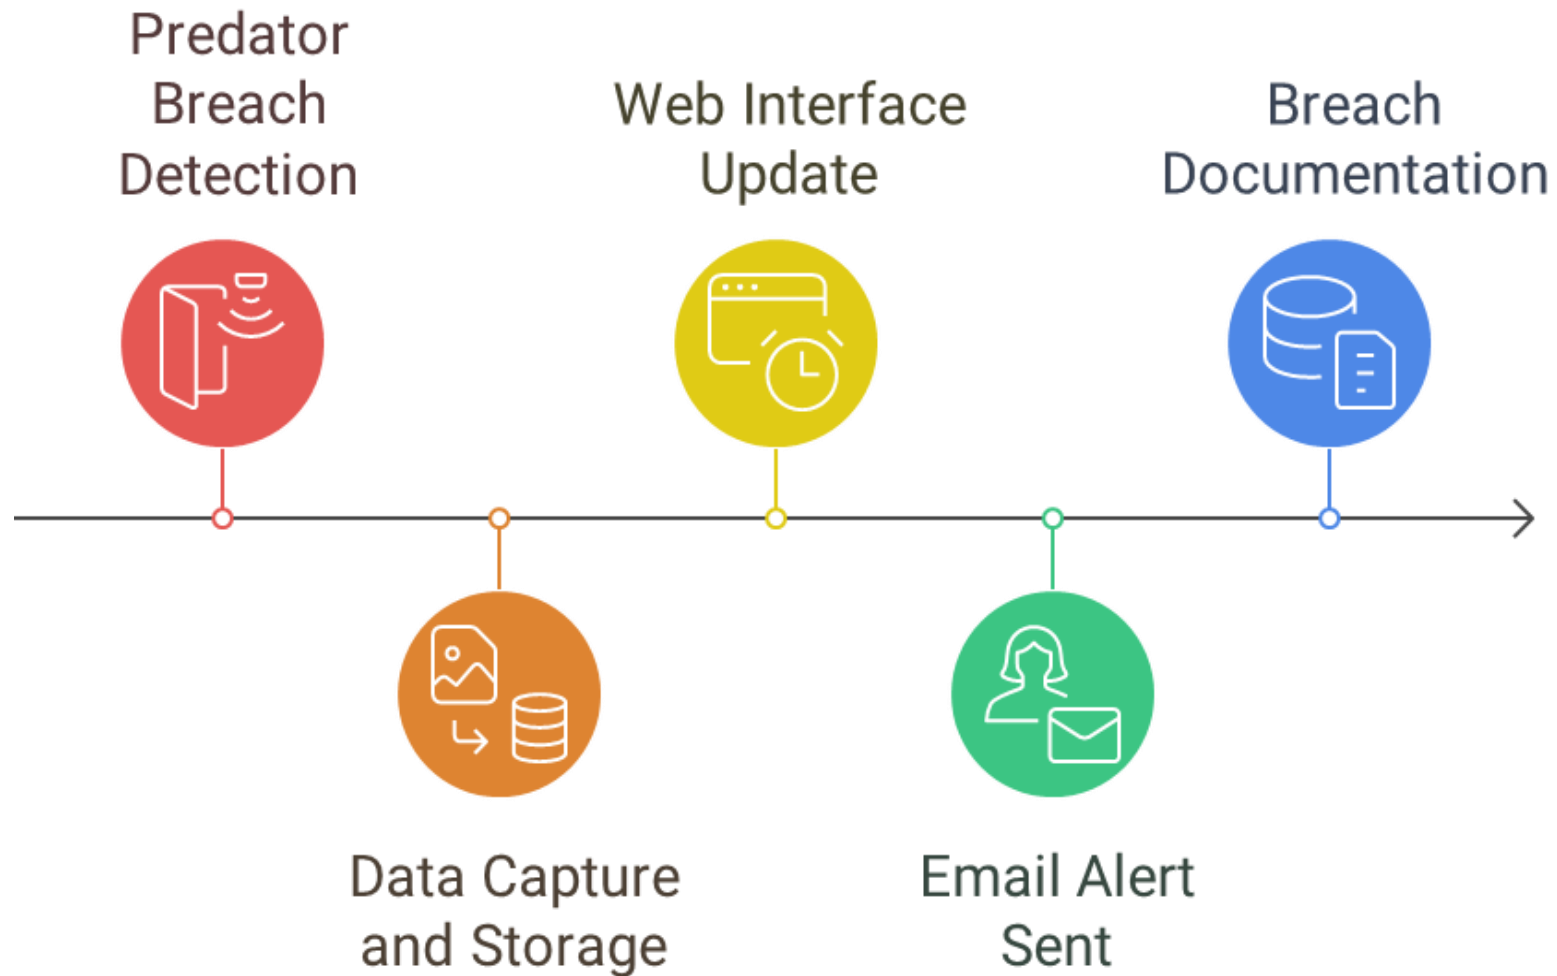 Predator
Breach
Detection
Data Capture
and Storage
Web Interface
Update
Email Alert
Sent
Breach
Documentation